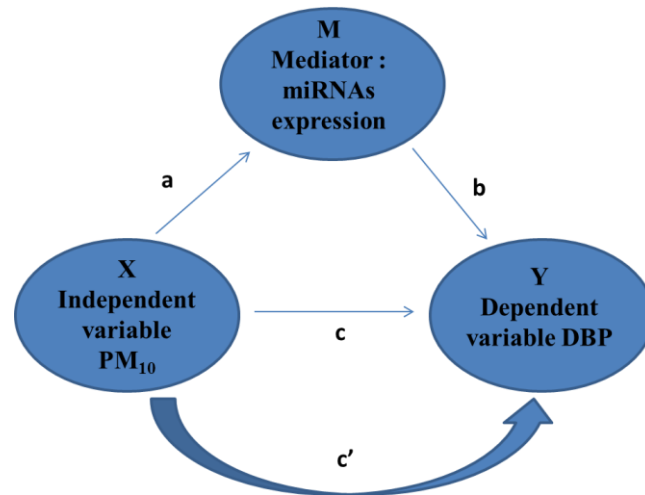 M
Mediator :
miRNAs
expression
a
b
X
Independent
variable
PM₁₀
c
Y
Dependent
variable DBP
c’